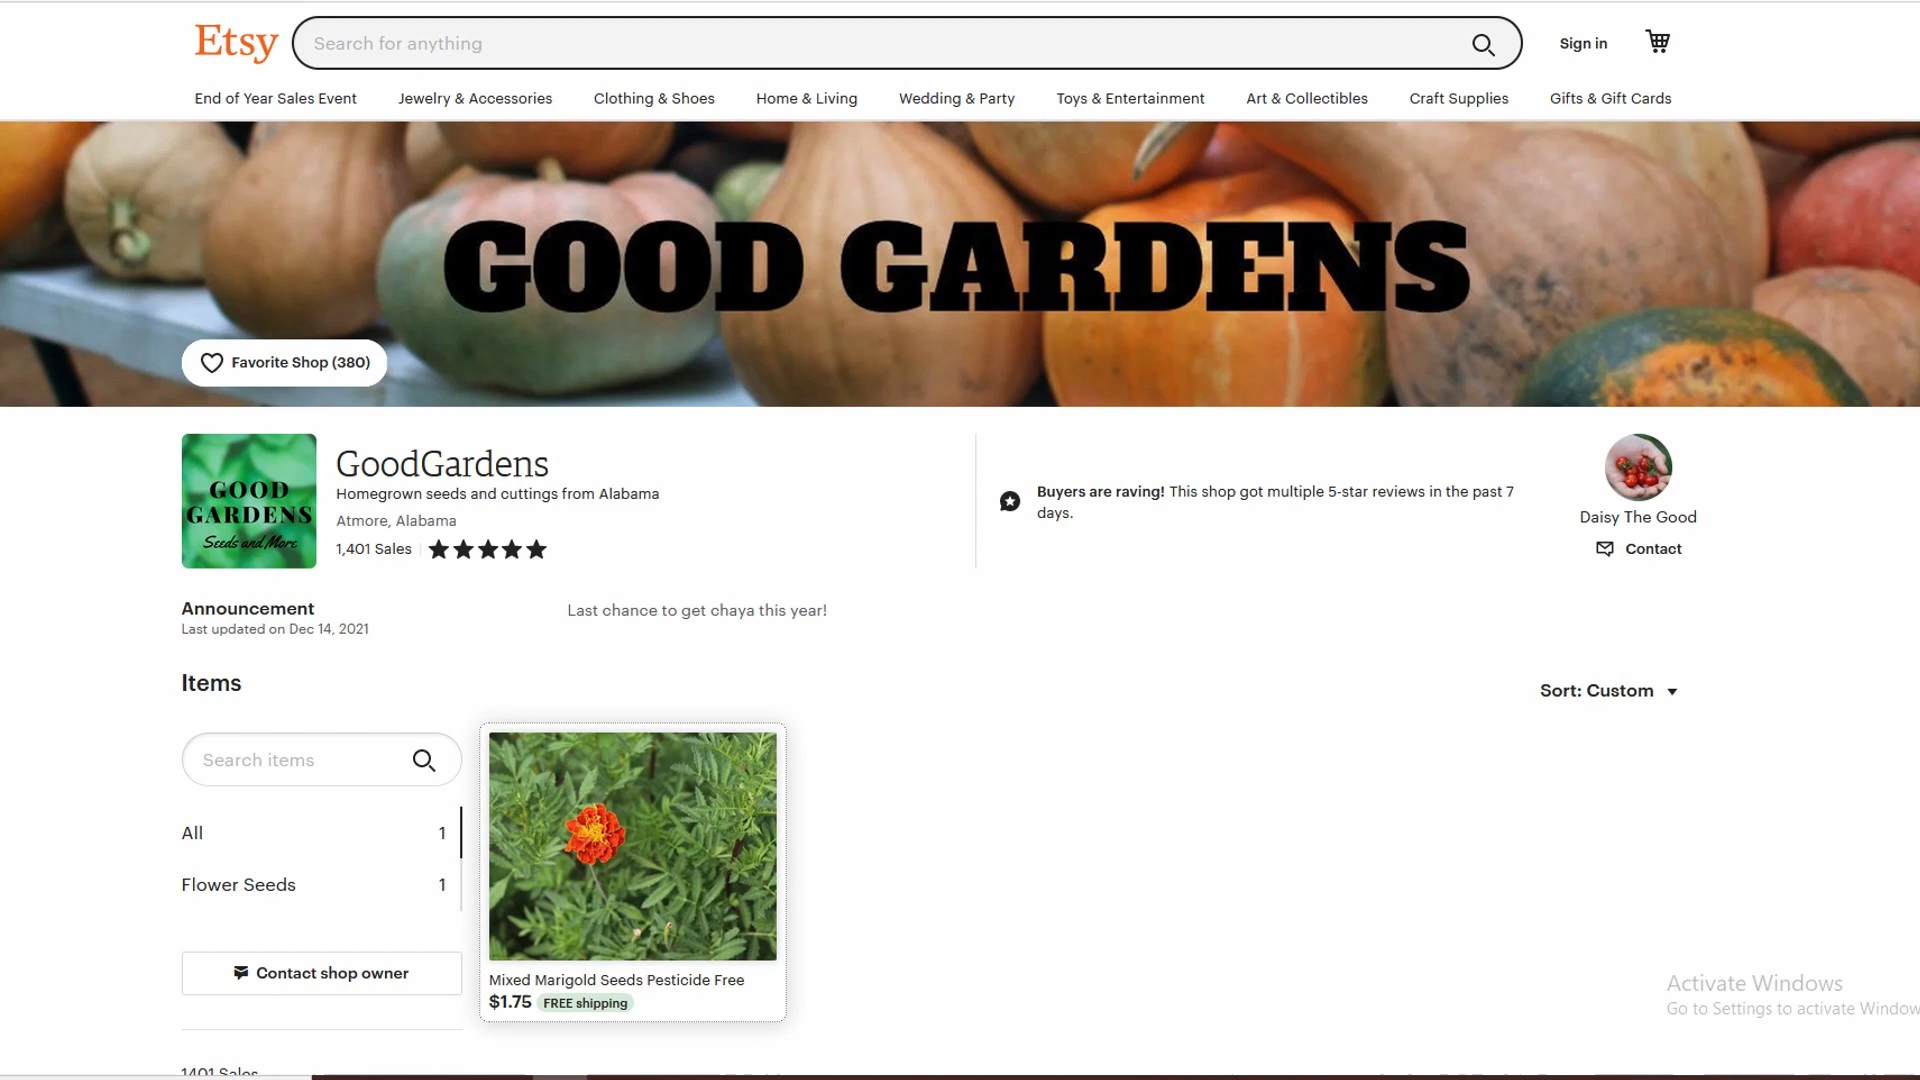 Etsy
Search for anything
Sign in
End of Year Sales Event
Jewelry & Accessories
Clothing & Shoes
Home & Living
Wedding & Party
Toys & Entertainment
Art & Collectibles
Craft Supplies
Gifts & Gift Cards
GOOD GARDENS
Favorite Shop (380)
GOOD
GARDENS
Seeds and More
GoodGardens
Homegrown seeds and cuttings from Alabama
Atmore, Alabama
1,401 Sales
Buyers are raving! This shop got multiple 5-star reviews in the past 7
days.
Daisy The Good
Contact
Announcement
Last updated on Dec 14, 2021
Last chance to get chaya this year!
Items
Sort: Custom
Search items
All 1
Flower Seeds 1
Contact shop owner
Mixed Marigold Seeds Pesticide Free
$1.75 FREE shipping
Activate Windows
Go to Settings to activate Window
1401 Sales